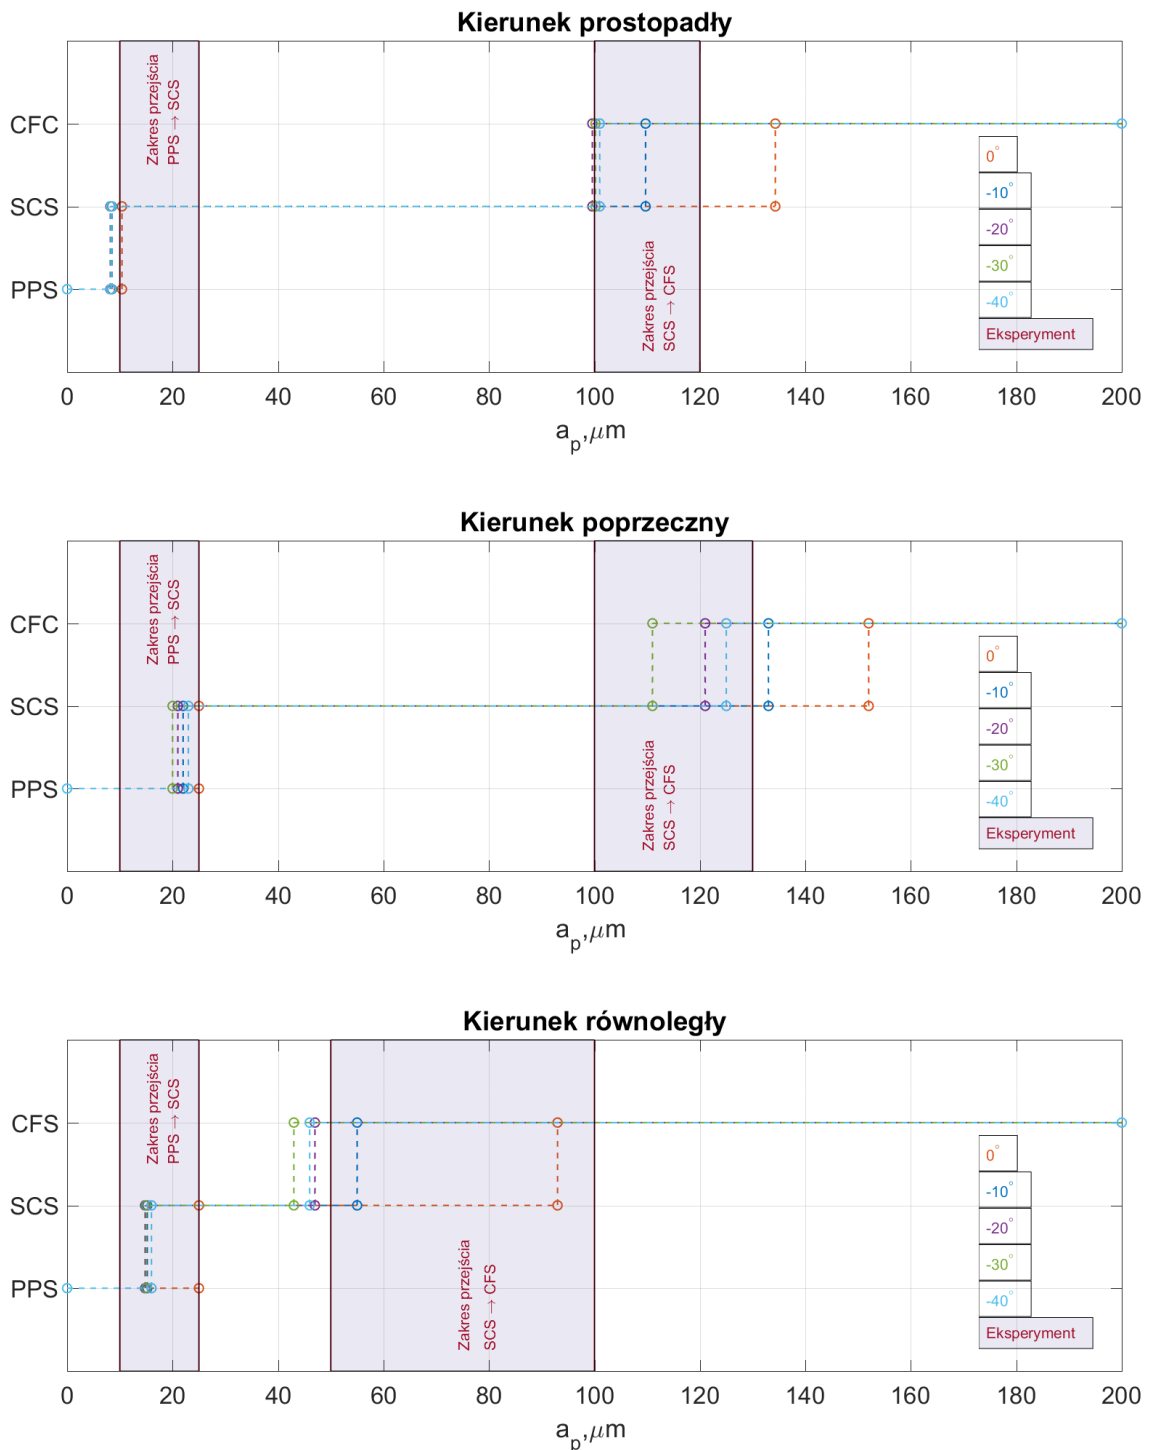 Kierunek prostopadły
Zakres przejścia
PPS → SCS
CFC
SCS
PPS
Zakres przejścia
SCS → CFS
0°
-10°
-20°
-30°
-40°
Eksperyment
0 20 40 60 80 100 120 140 160 180 200
a_p,μm
Kierunek poprzeczny
Zakres przejścia
PPS → SCS
CFC
SCS
PPS
Zakres przejścia
SCS → CFS
0°
-10°
-20°
-30°
-40°
Eksperyment
0 20 40 60 80 100 120 140 160 180 200
a_p,μm
Kierunek równoległy
Zakres przejścia
PPS → SCS
CFS
SCS
PPS
Zakres przejścia
SCS → CFS
0°
-10°
-20°
-30°
-40°
Eksperyment
0 20 40 60 80 100 120 140 160 180 200
a_p,μm